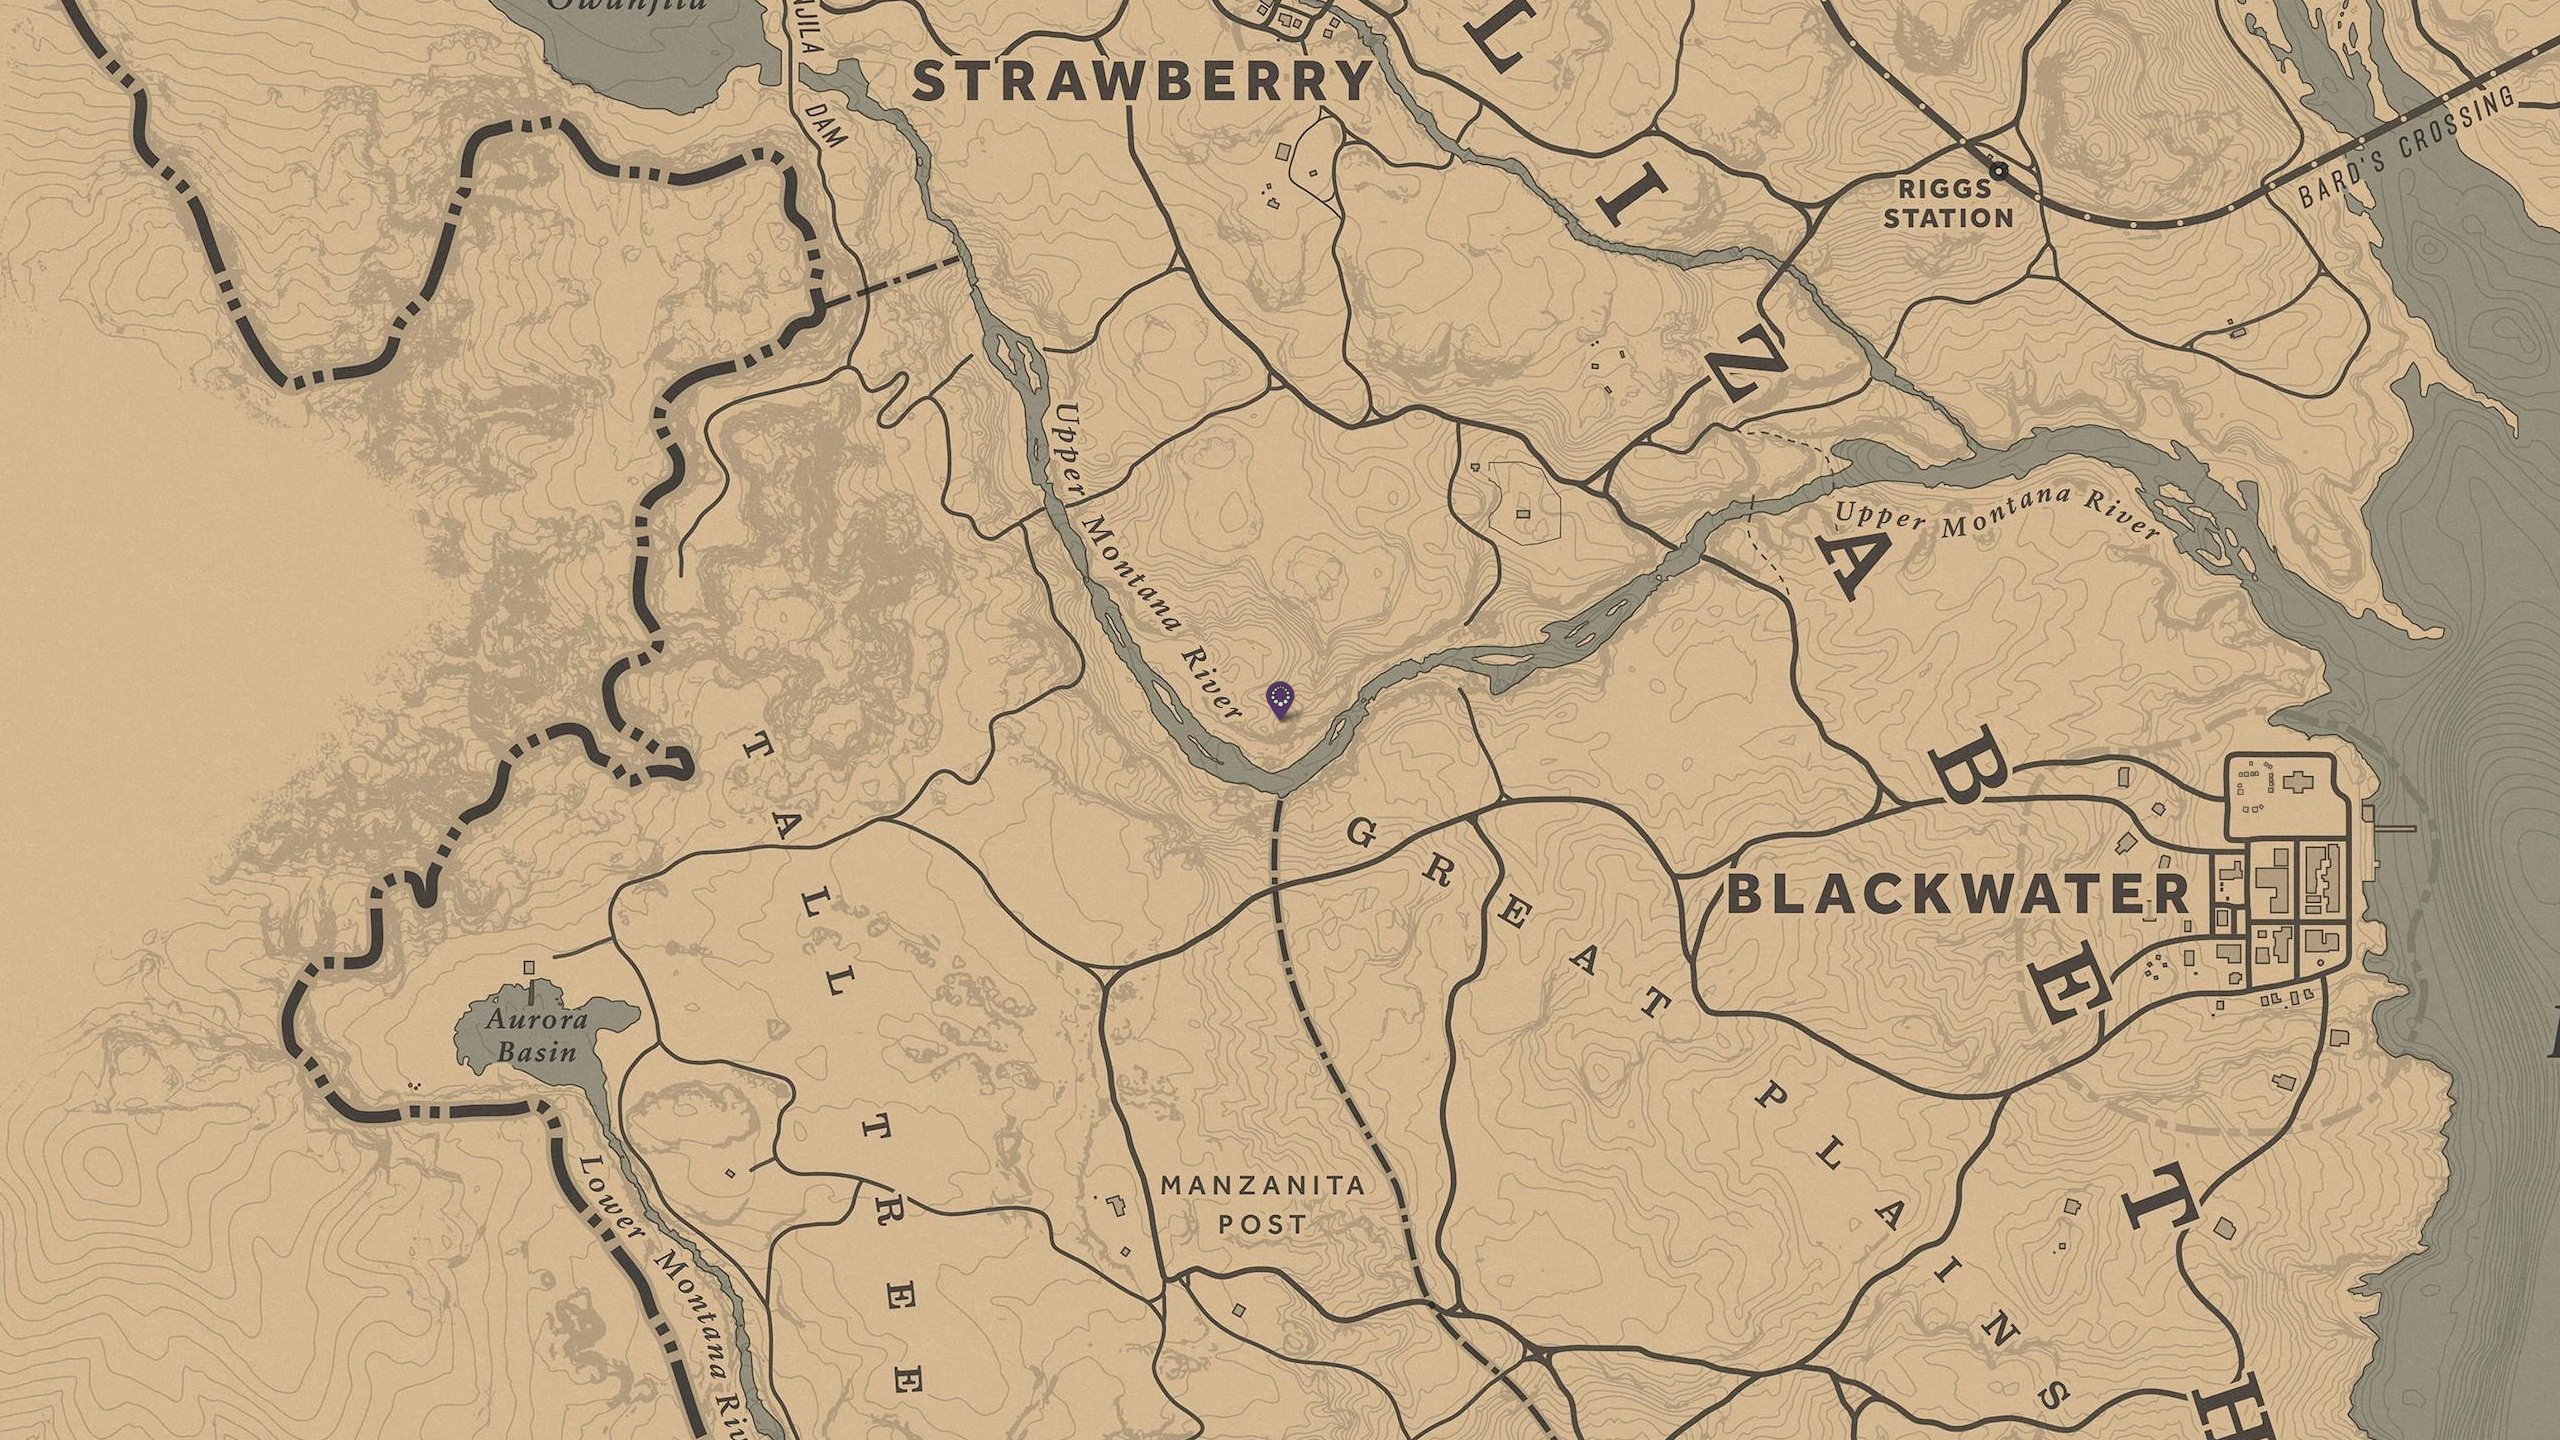 Owanjila
DAM
STRAWBERRY
L
I
Z
A
B
E
T
H
RIGGS
STATION
BARD'S CROSSING
Upper Montana River
Upper Montana River
TALL TREE
GREAT PLAINS
BLACKWATER
Aurora
Basin
MANZANITA
POST
Lower Montana